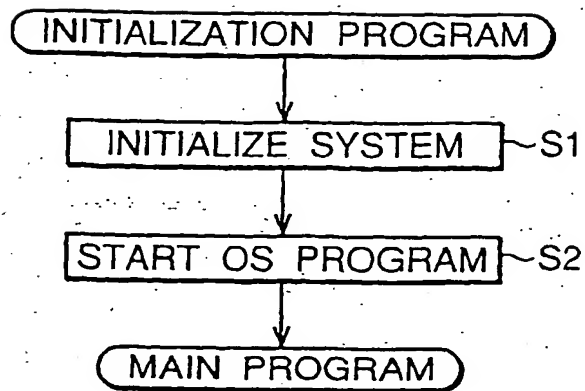 INITIALIZATION PROGRAM
INITIALIZE SYSTEM S1
START OS PROGRAM S2
MAIN PROGRAM